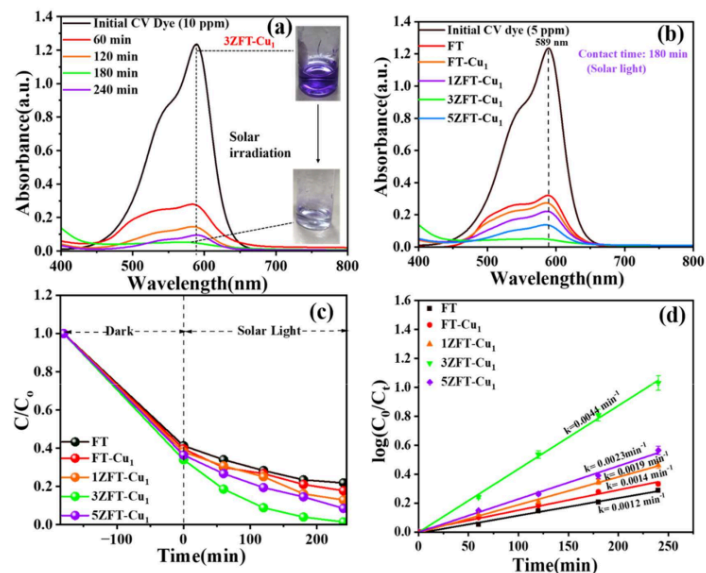 (a)
Initial CV Dye (10 ppm)
60 min
120 min
180 min
240 min
3ZFT-Cu₁
Solar
irradiation
Absorbance(a.u.)
1.4
1.2
1.0
0.8
0.6
0.4
0.2
0.0
400 500 600 700 800
Wavelength(nm)
(b)
Initial CV dye (5 ppm)
589 nm
FT
FT-Cu₁
1ZFT-Cu₁
3ZFT-Cu₁
5ZFT-Cu₁
Contact time: 180 min
(Solar light)
Absorbance(a.u.)
1.2
1.0
0.8
0.6
0.4
0.2
0.0
400 500 600 700 800
Wavelength(nm)
(c)
Dark
Solar Light
FT
FT-Cu₁
1ZFT-Cu₁
3ZFT-Cu₁
5ZFT-Cu₁
C/Cₒ
1.2
1.0
0.8
0.6
0.4
0.2
0.0
−100 0 100 200
Time(min)
(d)
FT
FT-Cu₁
1ZFT-Cu₁
3ZFT-Cu₁
5ZFT-Cu₁
k=0.0044 min⁻¹
k= 0.0023min⁻¹
k= 0.0019 min⁻¹
k= 0.0014 min⁻¹
k= 0.0012 min⁻¹
log(C₀/Cₜ)
1.6
1.4
1.2
1.0
0.8
0.6
0.4
0.2
0.0
0 50 100 150 200 250
Time(min)